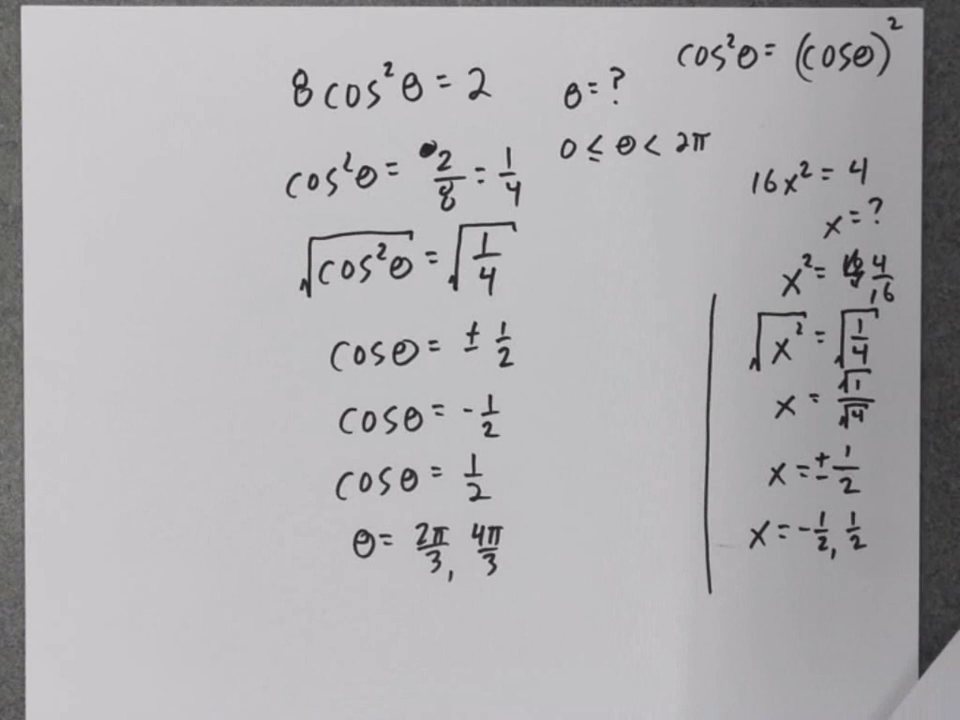 cos²θ = (cosθ)²
8 cos²θ = 2
θ = ?
0 ≤ θ < 2π
cos²θ = 2/8 = 1/4
√cos²θ = √1/4
cosθ = ± 1/2
cosθ = -1/2
cosθ = 1/2
θ = 2π/3, 4π/3
16x² = 4
x = ?
x² = 4/16
√x² = √1/4
x = √1/√4
x = ± 1/2
x = -1/2, 1/2